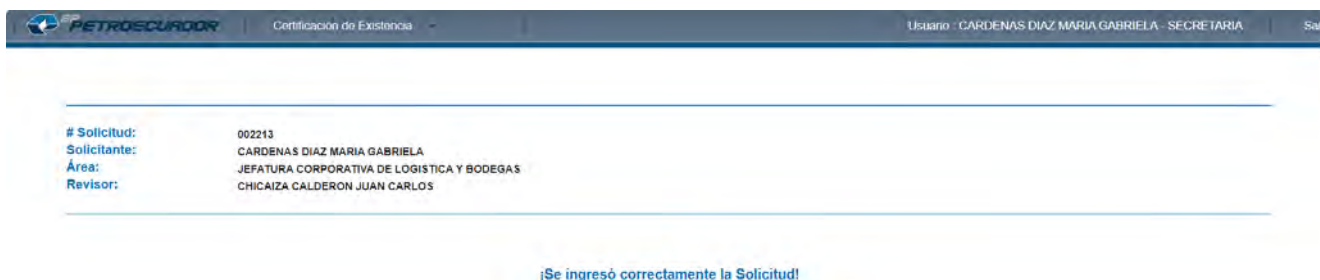 EP PETROECUADOR Certificación de Existencia Usuario : CARDENAS DIAZ MARIA GABRIELA - SECRETARIA
# Solicitud: 002213
Solicitante: CARDENAS DIAZ MARIA GABRIELA
Área: JEFATURA CORPORATIVA DE LOGISTICA Y BODEGAS
Revisor: CHICAIZA CALDERON JUAN CARLOS
¡Se ingresó correctamente la Solicitud!